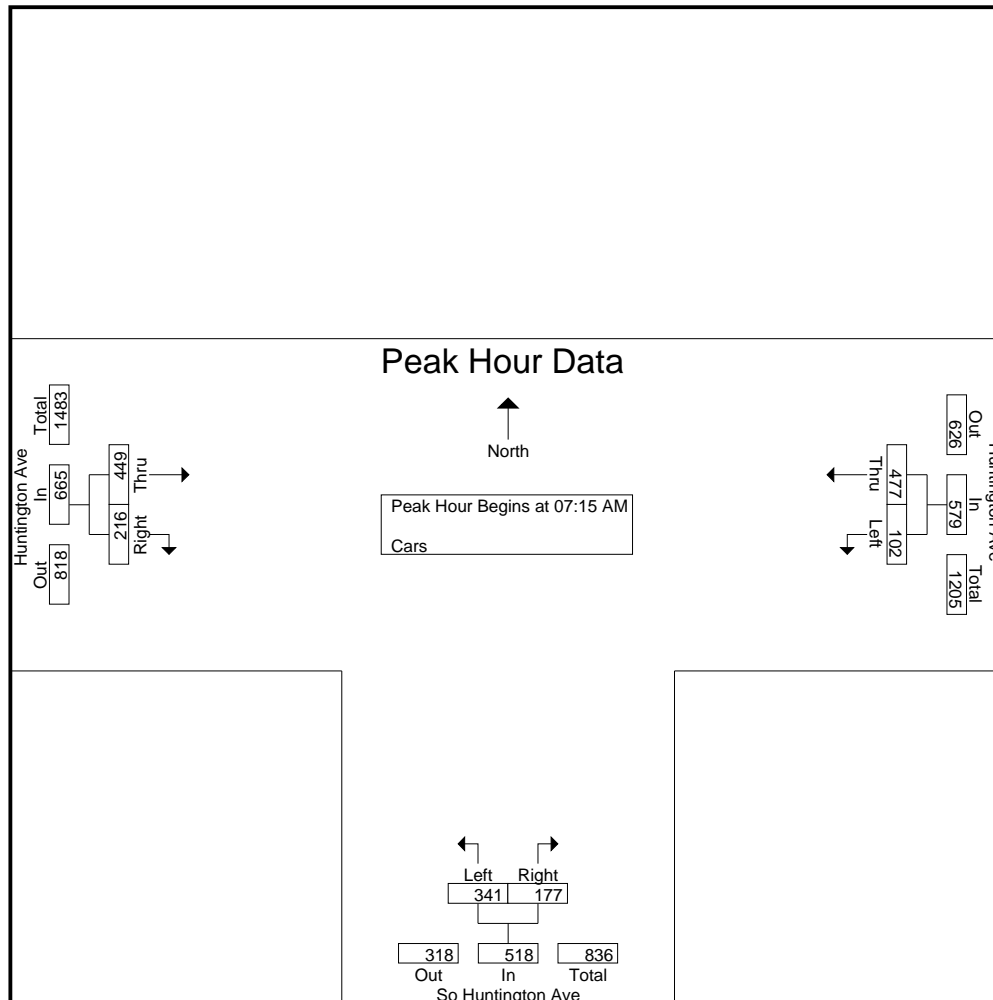 Peak Hour Data
North
Peak Hour Begins at 07:15 AM
Cars
Huntington Ave
Out In Total
818 665 1483
Right Thru
216 449
Out In Total
626 579 1205
Thru Left
477 102
Left Right
341 177
318 518 836
Out In Total
So Huntington Ave